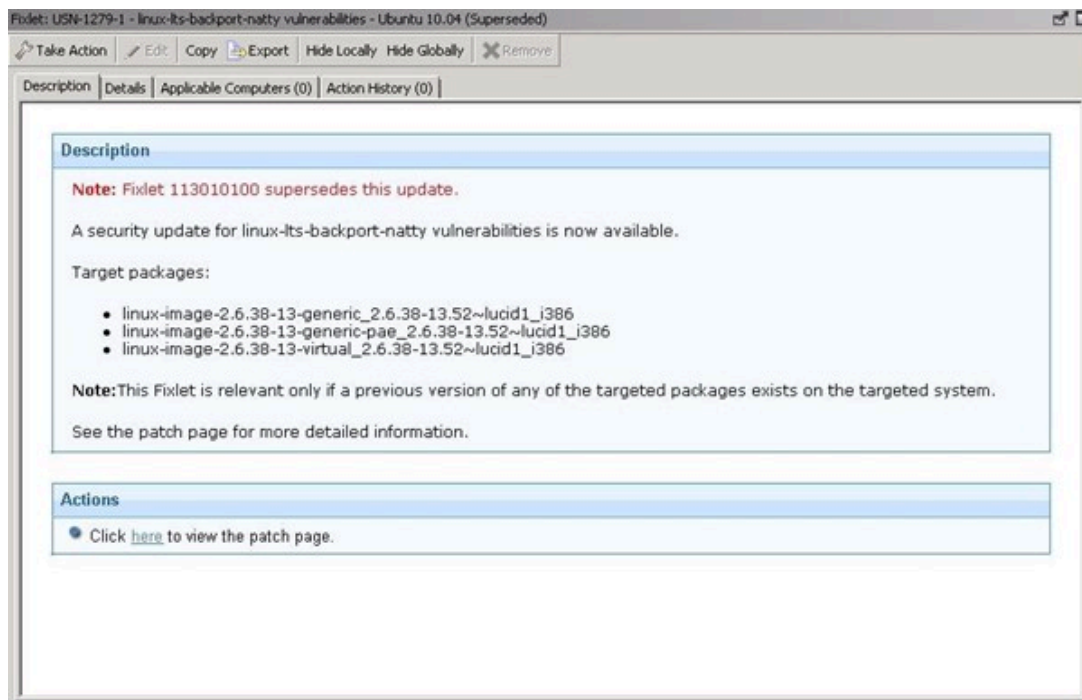 Fixlet: USN-1279-1 - linux-lts-backport-natty vulnerabilities - Ubuntu 10.04 (Superseded)
Take Action Edit Copy Export Hide Locally Hide Globally Remove
Description Details Applicable Computers (0) Action History (0)
Description
Note: Fixlet 113010100 supersedes this update.
A security update for linux-lts-backport-natty vulnerabilities is now available.
Target packages:
• linux-image-2.6.38-13-generic_2.6.38-13.52~lucid1_i386
• linux-image-2.6.38-13-generic-pae_2.6.38-13.52~lucid1_i386
• linux-image-2.6.38-13-virtual_2.6.38-13.52~lucid1_i386
Note:This Fixlet is relevant only if a previous version of any of the targeted packages exists on the targeted system.
See the patch page for more detailed information.
Actions
Click here to view the patch page.